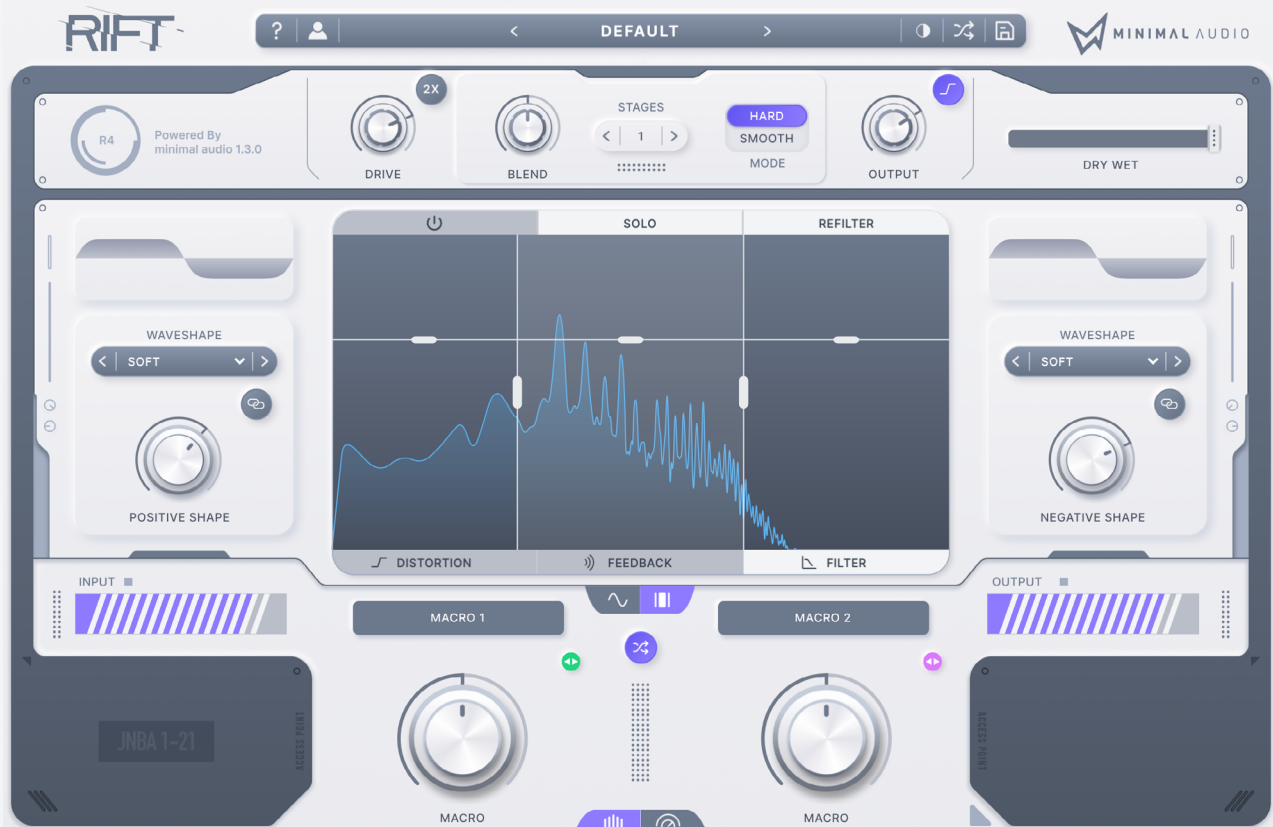 RIFT
?
DEFAULT
MINIMAL AUDIO
R4
Powered By
minimal audio 1.3.0
2X
DRIVE
BLEND
STAGES
1
HARD
SMOOTH
MODE
OUTPUT
DRY WET
SOLO
REFILTER
WAVESHAPE
SOFT
POSITIVE SHAPE
WAVESHAPE
SOFT
NEGATIVE SHAPE
DISTORTION
FEEDBACK
FILTER
INPUT
OUTPUT
MACRO 1
MACRO 2
JNBA 1-21
ACCESS POINT
ACCESS POINT
MACRO
MACRO